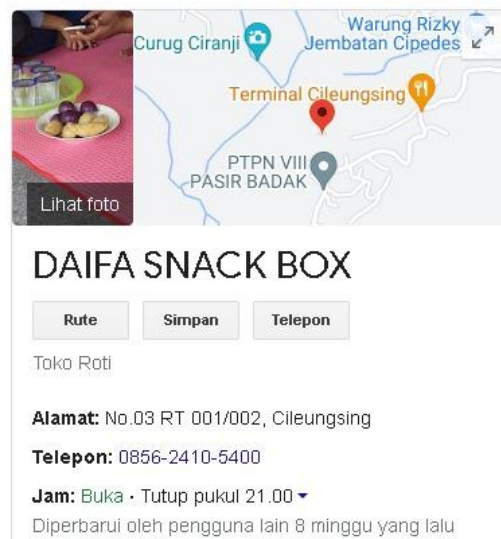 Curug Ciranji
Warung Rizky
Jembatan Cipedes
Terminal Cileungsing
PTPN VIII
PASIR BADAK
Lihat foto
DAIFA SNACK BOX
Rute
Simpan
Telepon
Toko Roti
Alamat: No.03 RT 001/002, Cileungsing
Telepon: 0856-2410-5400
Jam: Buka · Tutup pukul 21.00
Diperbarui oleh pengguna lain 8 minggu yang lalu